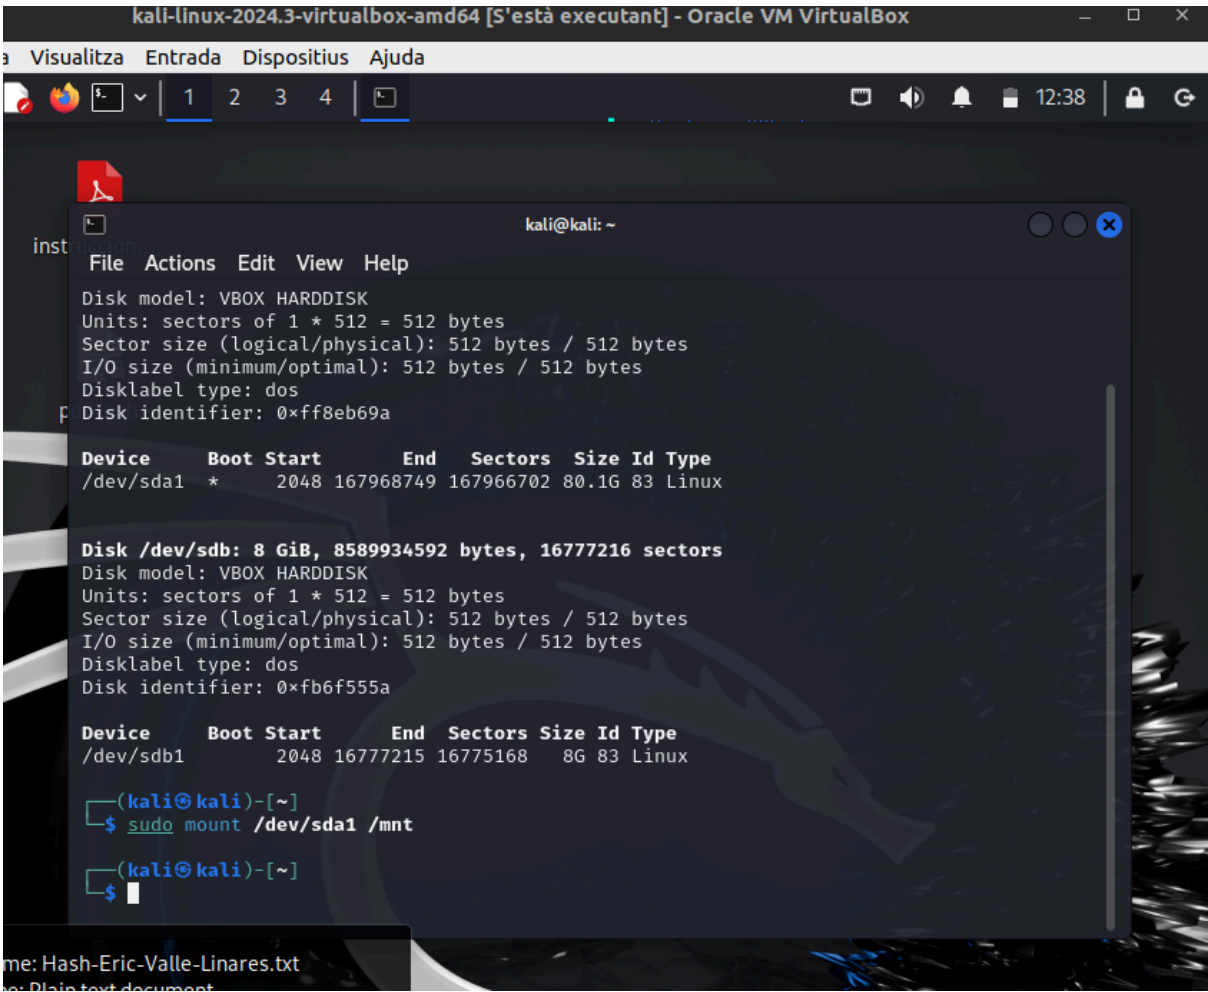 kali-linux-2024.3-virtualbox-amd64 [S'està executant] - Oracle VM VirtualBox
Visualitza Entrada Dispositius Ajuda
1 2 3 4 12:38
kali@kali: ~
File Actions Edit View Help
Disk model: VBOX HARDDISK
Units: sectors of 1 * 512 = 512 bytes
Sector size (logical/physical): 512 bytes / 512 bytes
I/O size (minimum/optimal): 512 bytes / 512 bytes
Disklabel type: dos
Disk identifier: 0×ff8eb69a
Device Boot Start End Sectors Size Id Type
/dev/sda1 * 2048 167968749 167966702 80.1G 83 Linux
Disk /dev/sdb: 8 GiB, 8589934592 bytes, 16777216 sectors
Disk model: VBOX HARDDISK
Units: sectors of 1 * 512 = 512 bytes
Sector size (logical/physical): 512 bytes / 512 bytes
I/O size (minimum/optimal): 512 bytes / 512 bytes
Disklabel type: dos
Disk identifier: 0×fb6f555a
Device Boot Start End Sectors Size Id Type
/dev/sdb1 2048 16777215 16775168 8G 83 Linux
┌──(kali㉿kali)-[~]
└─$ sudo mount /dev/sda1 /mnt
┌──(kali㉿kali)-[~]
└─$
me: Hash-Eric-Valle-Linares.txt
Plain text document